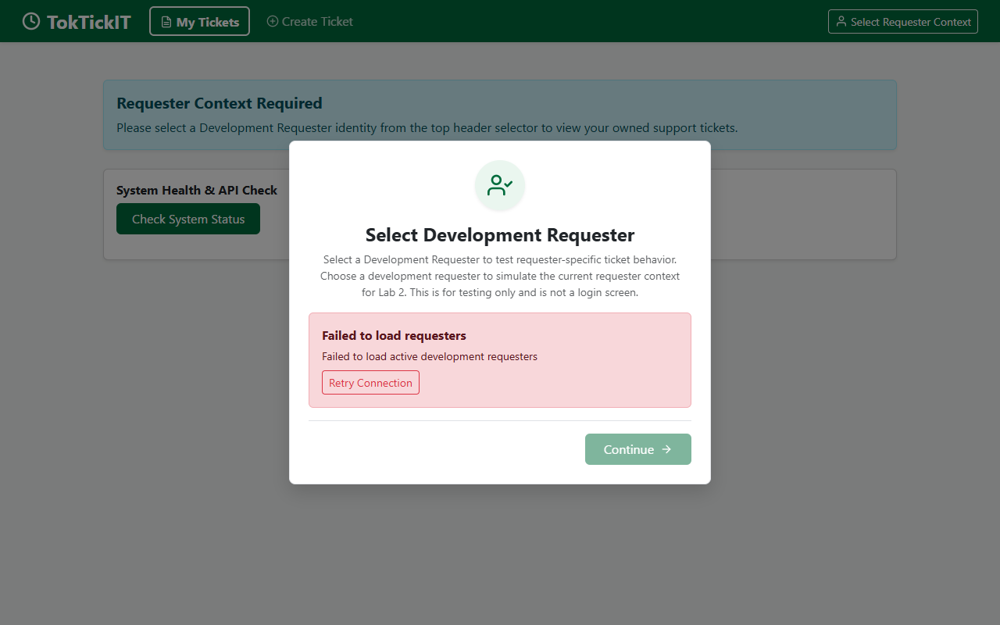 TokTickIT
My Tickets
Create Ticket
Select Requester Context
Requester Context Required
Please select a Development Requester identity from the top header selector to view your owned support tickets.
System Health & API Check
Check System Status
Select Development Requester
Select a Development Requester to test requester-specific ticket behavior.
Choose a development requester to simulate the current requester context
for Lab 2. This is for testing only and is not a login screen.
Failed to load requesters
Failed to load active development requesters
Retry Connection
Continue